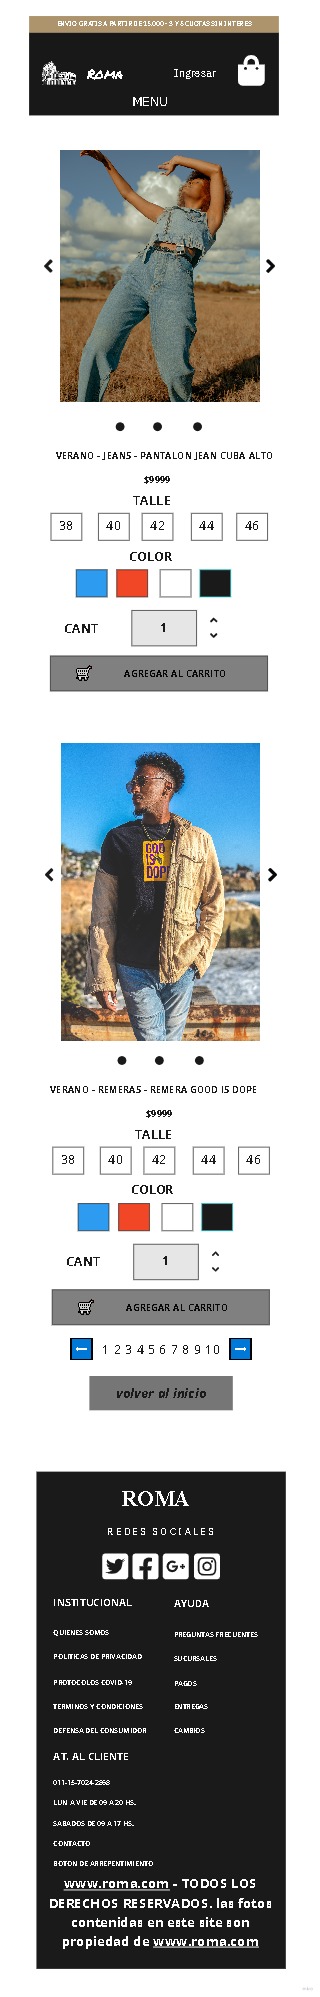 ENVIO GRATIS A PARTIR DE 15.000 - 3 Y 5 CUOTAS SIN INTERES
ROMA
Ingresar
MENU
VERANO - JEANS - PANTALON JEAN CUBA ALTO
$9999
TALLE
38 40 42 44 46
COLOR
CANT 1
AGREGAR AL CARRITO
GOD
IS
DOPE
VERANO - REMERAS - REMERA GOOD IS DOPE
$9999
TALLE
38 40 42 44 46
COLOR
CANT 1
AGREGAR AL CARRITO
1 2 3 4 5 6 7 8 9 10
volver al inicio
ROMA
REDES SOCIALES
INSTITUCIONAL
QUIENES SOMOS
POLITICAS DE PRIVACIDAD
PROTOCOLOS COVID-19
TERMINOS Y CONDICIONES
DEFENSA DEL CONSUMIDOR
AYUDA
PREGUNTAS FRECUENTES
SUCURSALES
PAGOS
ENTREGAS
CAMBIOS
AT. AL CLIENTE
011-15-7024-2598
LUN A VIE DE 09 A 20 HS.
SABADOS DE 09 A 17 HS.
CONTACTO
BOTON DE ARREPENTIMIENTO
www.roma.com - TODOS LOS
DERECHOS RESERVADOS. las fotos
contenidas en este site son
propiedad de www.roma.com